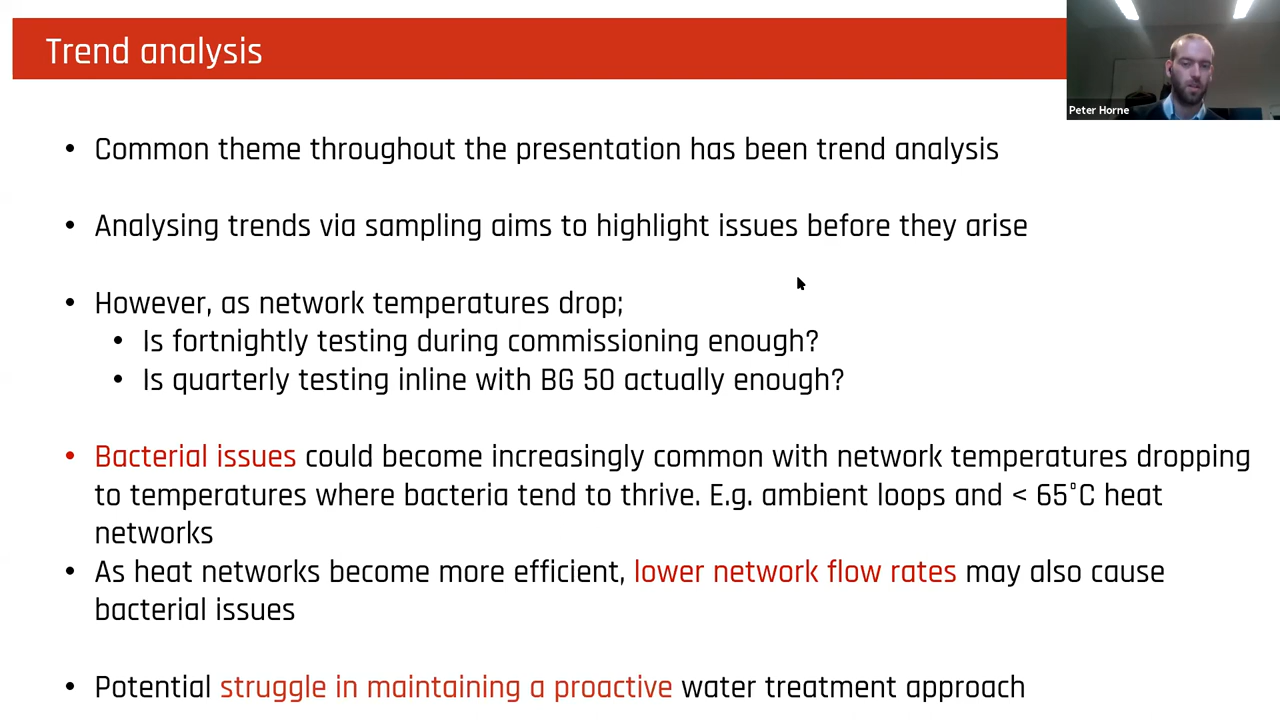 Trend analysis
Peter Horne
• Common theme throughout the presentation has been trend analysis
• Analysing trends via sampling aims to highlight issues before they arise
• However, as network temperatures drop;
• Is fortnightly testing during commissioning enough?
• Is quarterly testing inline with BG 50 actually enough?
• Bacterial issues could become increasingly common with network temperatures dropping
to temperatures where bacteria tend to thrive. E.g. ambient loops and < 65°C heat
networks
• As heat networks become more efficient, lower network flow rates may also cause
bacterial issues
• Potential struggle in maintaining a proactive water treatment approach